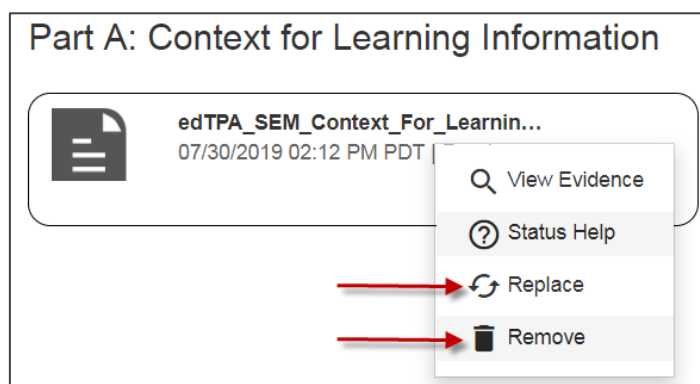 Part A: Context for Learning Information
edTPA_SEM_Context_For_Learnin...
07/30/2019 02:12 PM PDT |
View Evidence
Status Help
Replace
Remove